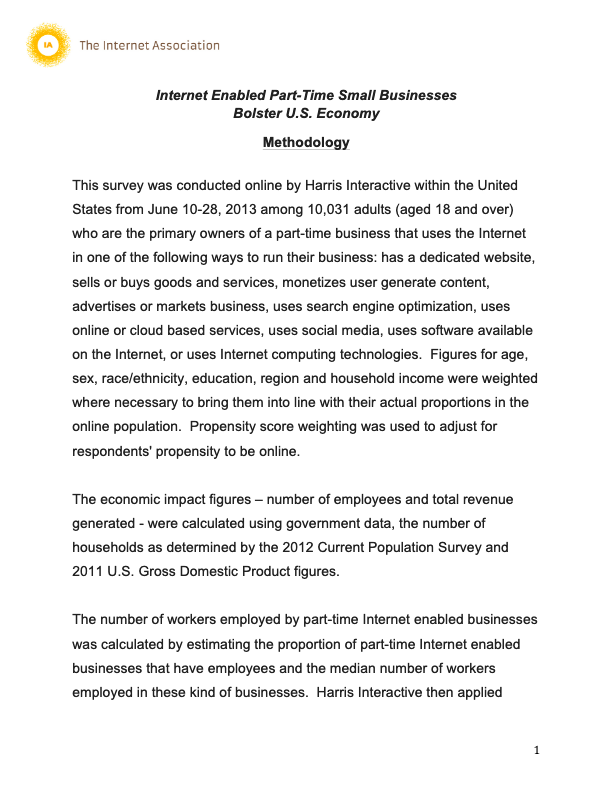 IA
The Internet Association
Internet Enabled Part-Time Small Businesses
Bolster U.S. Economy
Methodology
This survey was conducted online by Harris Interactive within the United
States from June 10-28, 2013 among 10,031 adults (aged 18 and over)
who are the primary owners of a part-time business that uses the Internet
in one of the following ways to run their business: has a dedicated website,
sells or buys goods and services, monetizes user generate content,
advertises or markets business, uses search engine optimization, uses
online or cloud based services, uses social media, uses software available
on the Internet, or uses Internet computing technologies.  Figures for age,
sex, race/ethnicity, education, region and household income were weighted
where necessary to bring them into line with their actual proportions in the
online population.  Propensity score weighting was used to adjust for
respondents' propensity to be online.
The economic impact figures – number of employees and total revenue
generated - were calculated using government data, the number of
households as determined by the 2012 Current Population Survey and
2011 U.S. Gross Domestic Product figures.
The number of workers employed by part-time Internet enabled businesses
was calculated by estimating the proportion of part-time Internet enabled
businesses that have employees and the median number of workers
employed in these kind of businesses.  Harris Interactive then applied
1